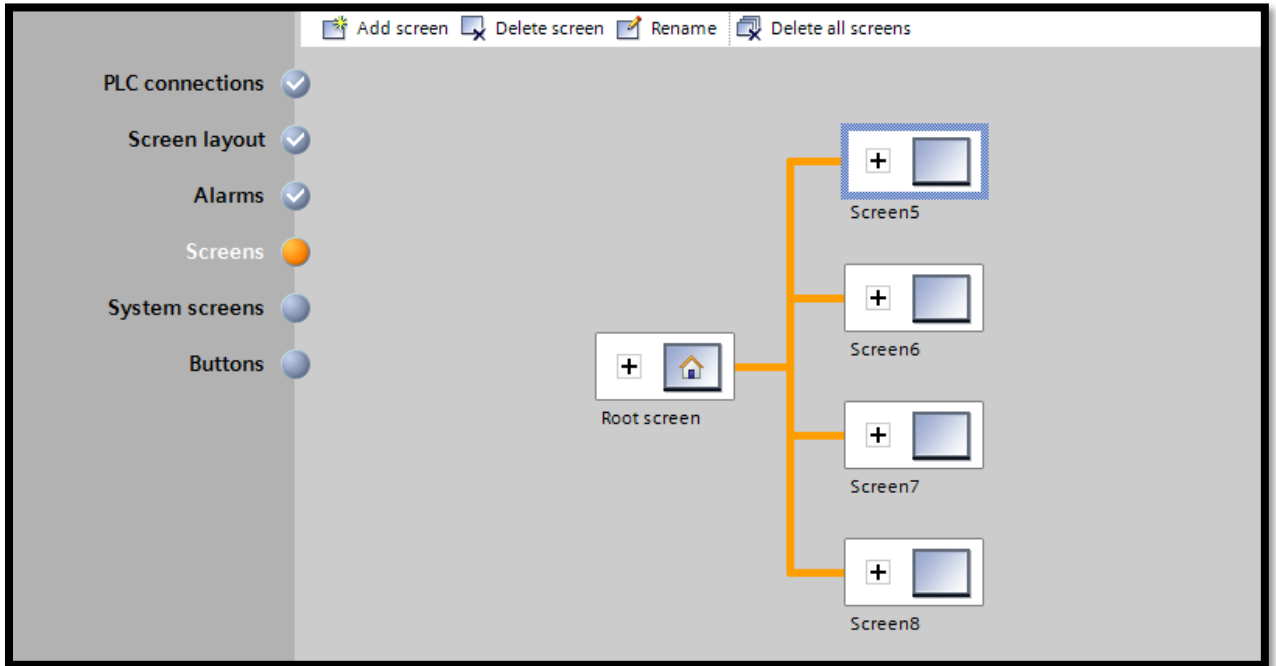 Add screen Delete screen Rename Delete all screens
PLC connections
Screen layout
Alarms
Screens
System screens
Buttons
Screen5
Screen6
Root screen
Screen7
Screen8